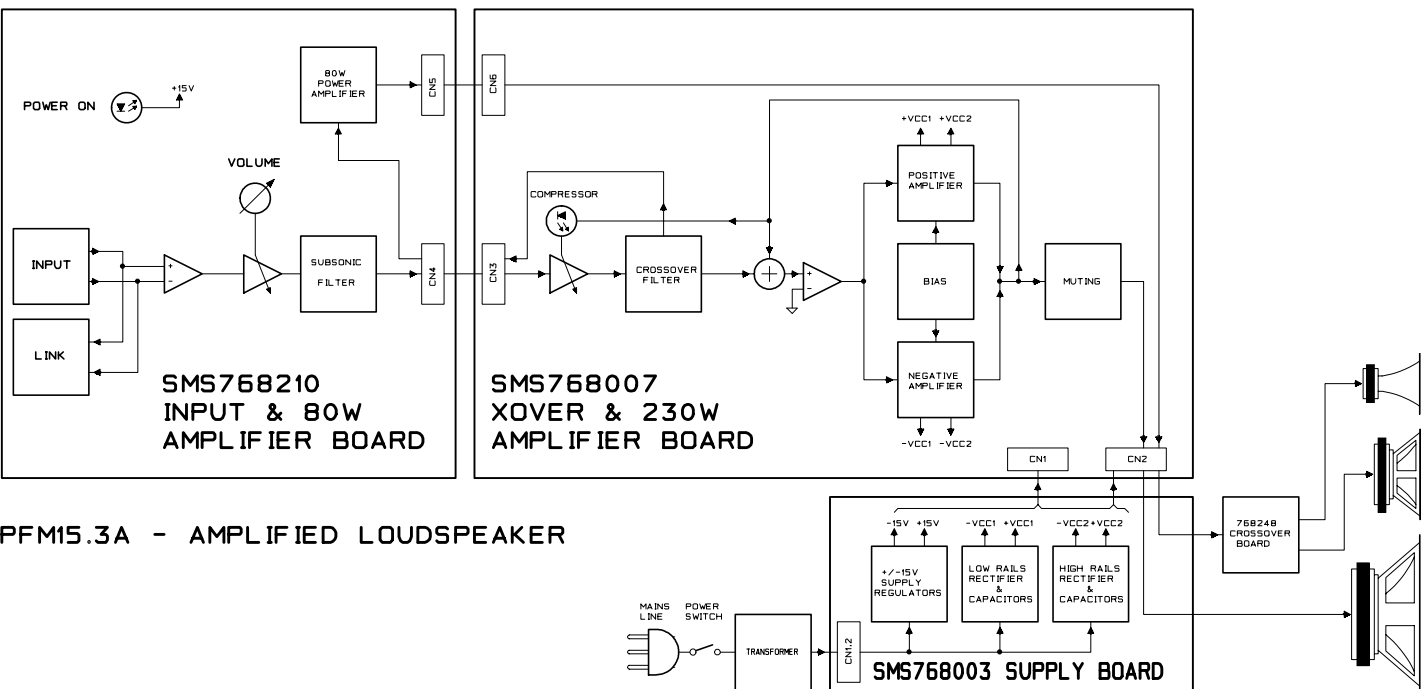 POWER ON
+15V
80W
POWER
AMPLIFIER
CN5
CN6
VOLUME
INPUT
LINK
+
-
SUBSONIC
FILTER
CN4
CN3
COMPRESSOR
CROSSOVER
FILTER
+
+
-
+VCC1 +VCC2
POSITIVE
AMPLIFIER
BIAS
NEGATIVE
AMPLIFIER
-VCC1 -VCC2
MUTING
SMS768210
INPUT & 80W
AMPLIFIER BOARD
SMS768007
XOVER & 230W
AMPLIFIER BOARD
CN1
CN2
PFM15.3A - AMPLIFIED LOUDSPEAKER
-15V +15V
-VCC1 +VCC1
-VCC2 +VCC2
+/-15V
SUPPLY
REGULATORS
LOW RAILS
RECTIFIER
&
CAPACITORS
HIGH RAILS
RECTIFIER
&
CAPACITORS
768248
CROSSOVER
BOARD
MAINS
LINE
POWER
SWITCH
TRANSFORMER
CN1.2
SMS768003 SUPPLY BOARD